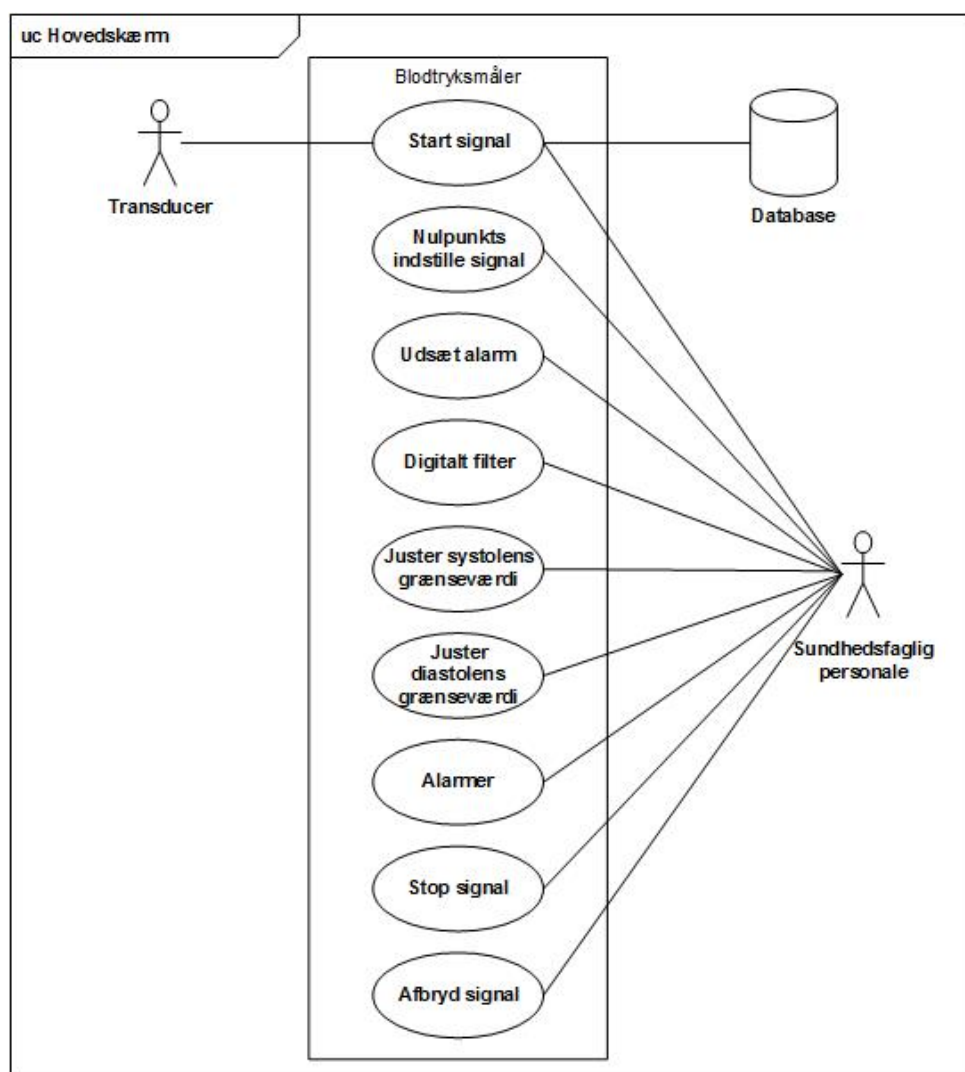 uc Hovedskærm
Blodtryksmåler
Start signal
Transducer
Database
Nulpunkts
indstille signal
Udsæt alarm
Digitalt filter
Juster systolens
grænseværdi
Sundhedsfaglig
personale
Juster
diastolens
grænseværdi
Alarmer
Stop signal
Afbryd signal